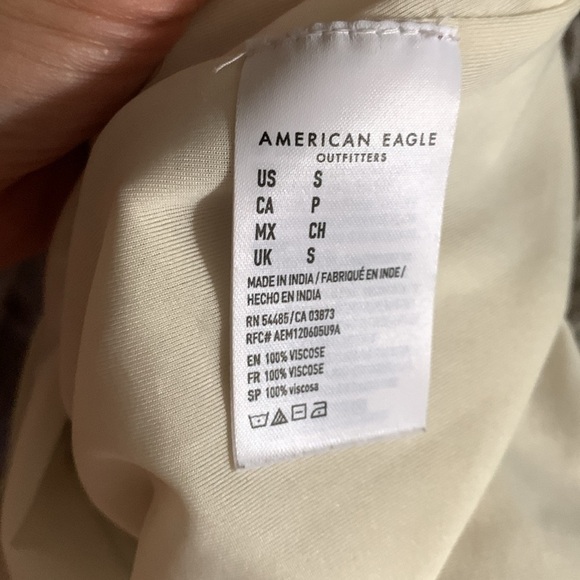 AMERICAN EAGLE
OUTFITTERS
US S
CA P
MX CH
UK S
MADE IN INDIA / FABRIQUÉ EN INDE /
HECHO EN INDIA
RN 54485/CA 03873
RFC# AEM120605U9A
EN 100% VISCOSE
FR 100% VISCOSE
SP 100% viscosa